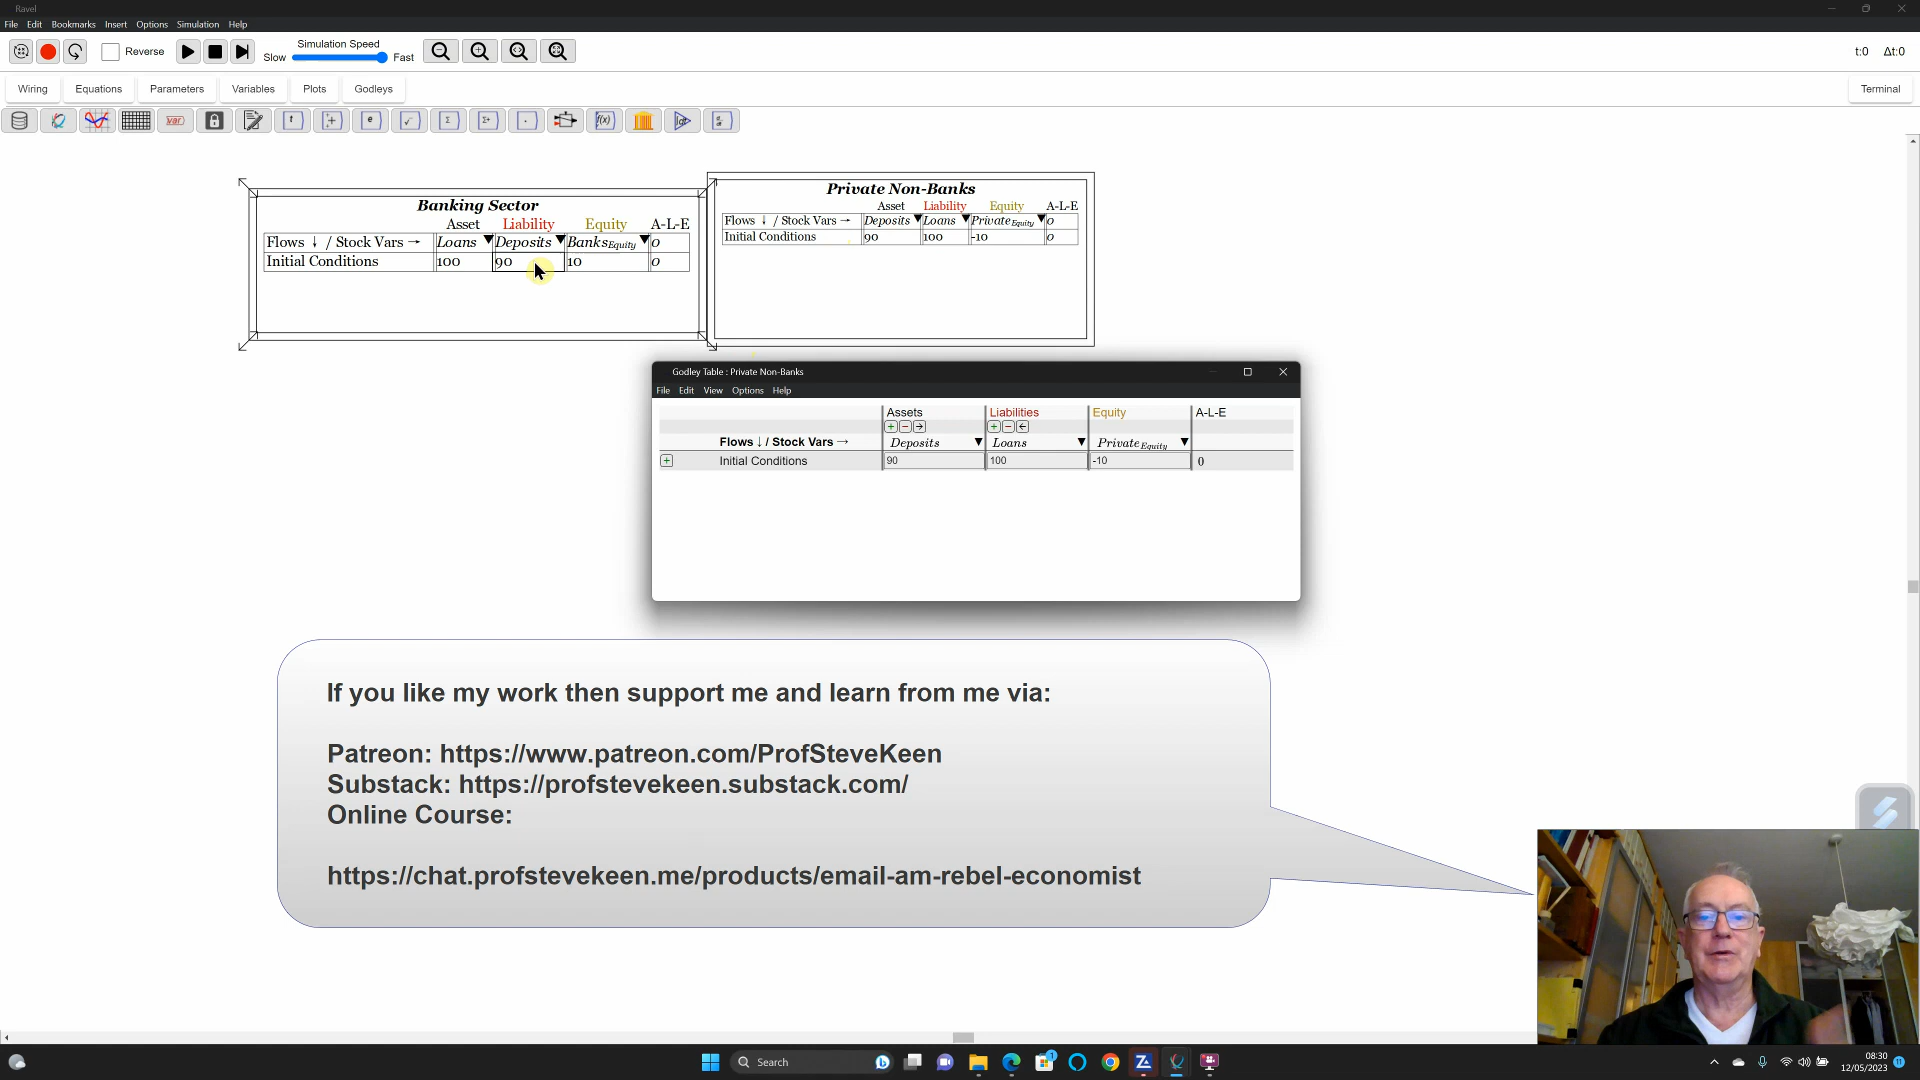 Ravel
File Edit Bookmarks Insert Options Simulation Help
Reverse
Simulation Speed
Slow Fast
t:0 Δt:0
Wiring Equations Parameters Variables Plots Godleys Terminal
Banking Sector
Asset Liability Equity A-L-E
Flows ↓ / Stock Vars → Loans ▼ Deposits ▼ BanksEquity ▼ 0
Initial Conditions 100 90 10 0
Private Non-Banks
Asset Liability Equity A-L-E
Flows ↓ / Stock Vars → Deposits ▼ Loans ▼ PrivateEquity ▼ 0
Initial Conditions 90 100 -10 0
Godley Table : Private Non-Banks
File Edit View Options Help
Assets Liabilities Equity A-L-E
Flows ↓ / Stock Vars → Deposits ▼ Loans ▼ PrivateEquity ▼
Initial Conditions 90 100 -10 0
If you like my work then support me and learn from me via:
Patreon: https://www.patreon.com/ProfSteveKeen
Substack: https://profstevekeen.substack.com/
Online Course:
https://chat.profstevekeen.me/products/email-am-rebel-economist
Search
08:30
12/05/2023